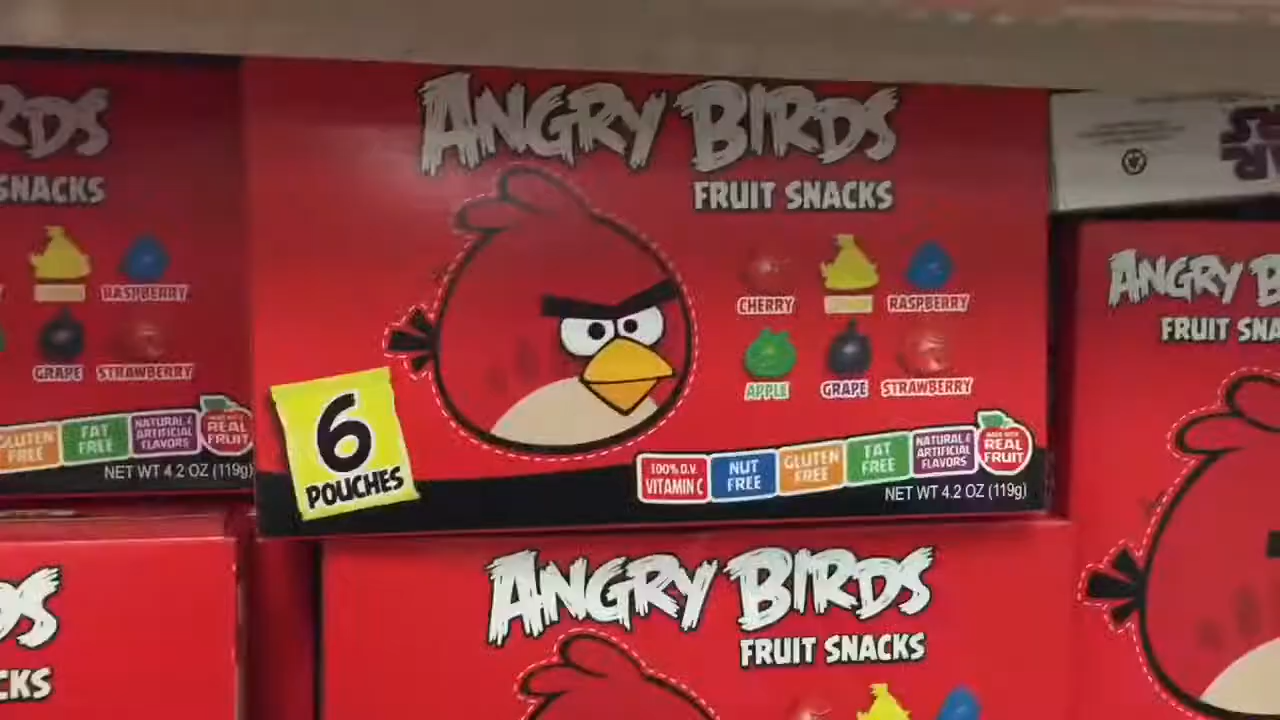 ANGRY BIRDS
FRUIT SNACKS
CHERRY
RASPBERRY
APPLE
GRAPE
STRAWBERRY
6
POUCHES
100% D.V.
VITAMIN C
NUT
FREE
GLUTEN
FREE
FAT
FREE
NATURAL &
ARTIFICIAL
FLAVORS
MADE WITH
REAL
FRUIT
NET WT 4.2 OZ (119g)
RDS
SNACKS
RASPBERRY
GRAPE
STRAWBERRY
GLUTEN
FREE
FAT
FREE
NATURAL &
ARTIFICIAL
FLAVORS
REAL
FRUIT
NET WT 4.2 OZ (119g)
AR
ANGRY B
FRUIT SNA
DS
CKS
ANGRY BIRDS
FRUIT SNACKS